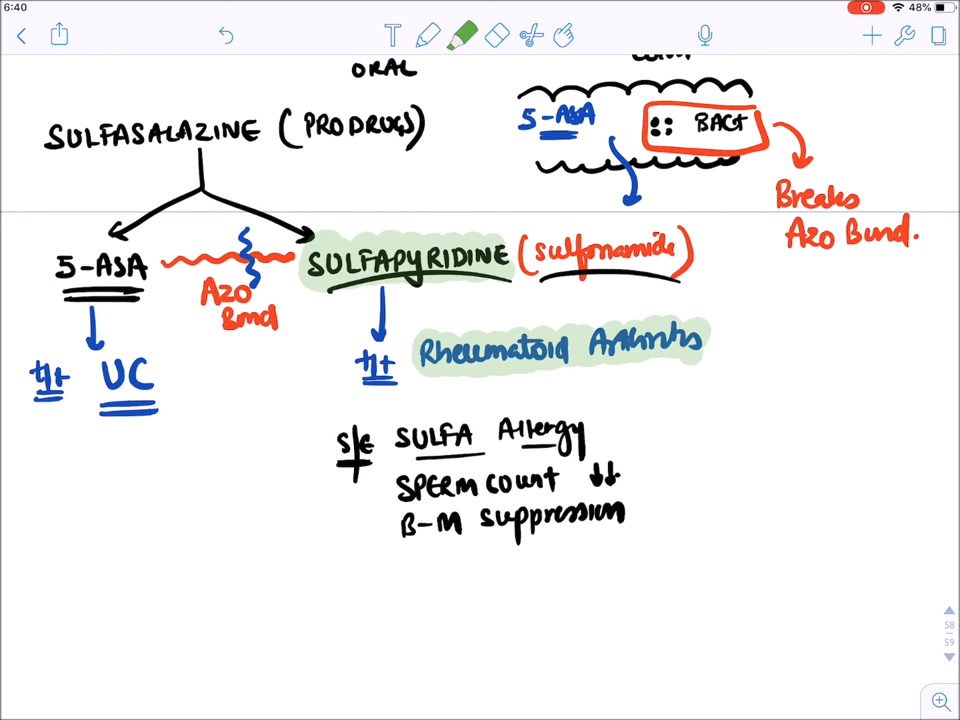 6:40
48%
T
ORAL
SULFASALAZINE (PRODRUGS)
5-ASA
BACT
Breaks
AZO Bond.
5-ASA
AZO
Bond
SULFAPYRIDINE (sulfonamide)
UC
Rheumatoid Arthritis
S/E SULFA Allergy
SPERM COUNT ↓↓
B-M Suppression
58
59